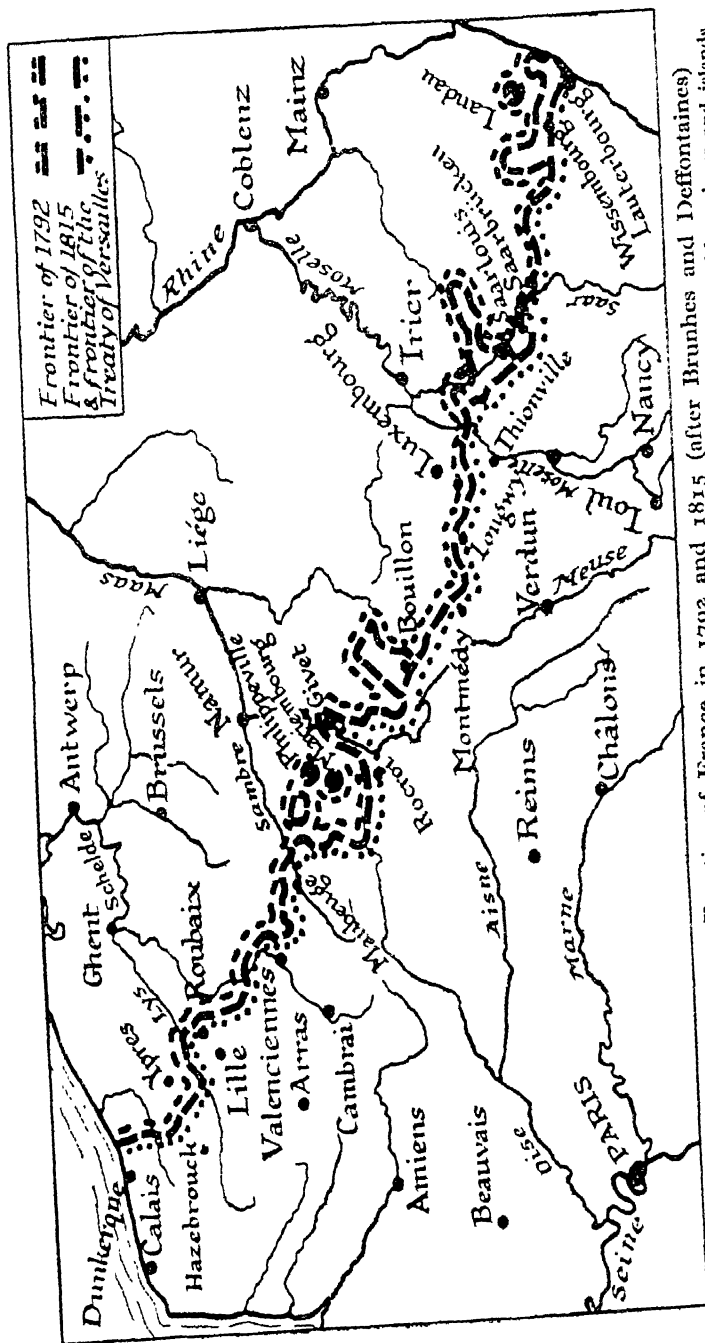 Frontier of 1792
Frontier of 1815
& frontier of the
Treaty of Versailles
Dunkerque
Calais
Hazebrouck
Ypres
Lys
Lille
Roubaix
Ghent
Schelde
Antwerp
Brussels
Valenciennes
Arras
Cambrai
Maubeuge
Sambre
Namur
Philippeville
Mariembourg
Givet
Rocroi
Liége
Maas
Bouillon
Montmédy
Amiens
Beauvais
Oise
Aisne
Reims
Marne
Châlons
Seine
PARIS
Verdun
Meuse
Longwy
Luxembourg
Thionville
Moselle
Toul
Nancy
Trier
Moselle
Rhine
Coblenz
Mainz
Saarlouis
Saarbrucken
Saar
Landau
Wissembourg
Lauterbourg
of France in 1792 and 1815 (after Brunhes and Deffontaines)
and islands